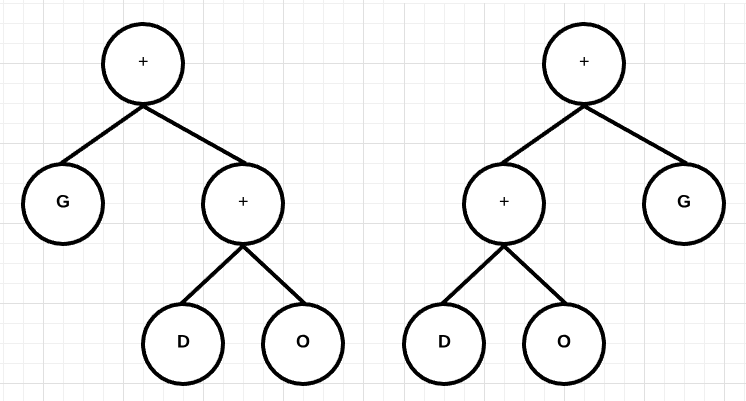 + +
G + + G
D O D O